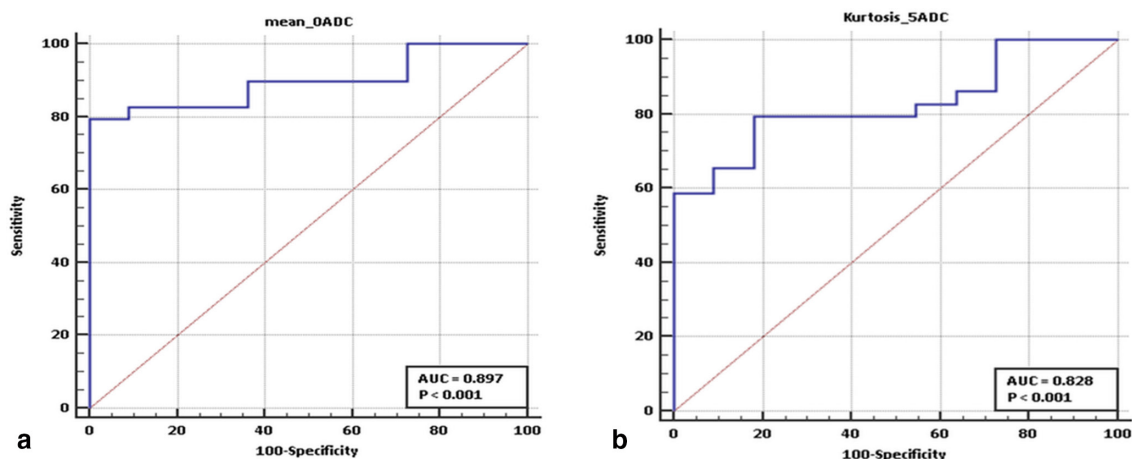 mean_0ADC
100
80
60
40
20
0
Sensitivity
0 20 40 60 80 100
100-Specificity
AUC = 0.897
P < 0.001
a
Kurtosis_5ADC
100
80
60
40
20
0
Sensitivity
0 20 40 60 80 100
100-Specificity
AUC = 0.828
P < 0.001
b